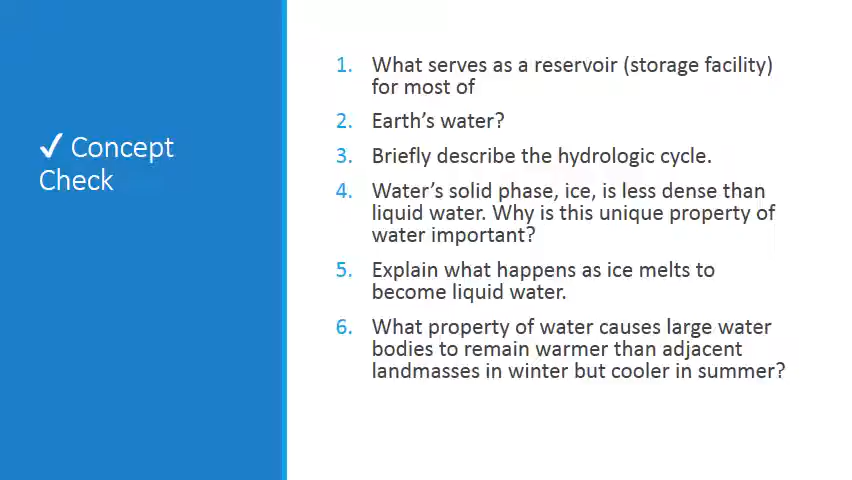 ✓ Concept
Check
1. What serves as a reservoir (storage facility)
for most of
2. Earth’s water?
3. Briefly describe the hydrologic cycle.
4. Water’s solid phase, ice, is less dense than
liquid water. Why is this unique property of
water important?
5. Explain what happens as ice melts to
become liquid water.
6. What property of water causes large water
bodies to remain warmer than adjacent
landmasses in winter but cooler in summer?